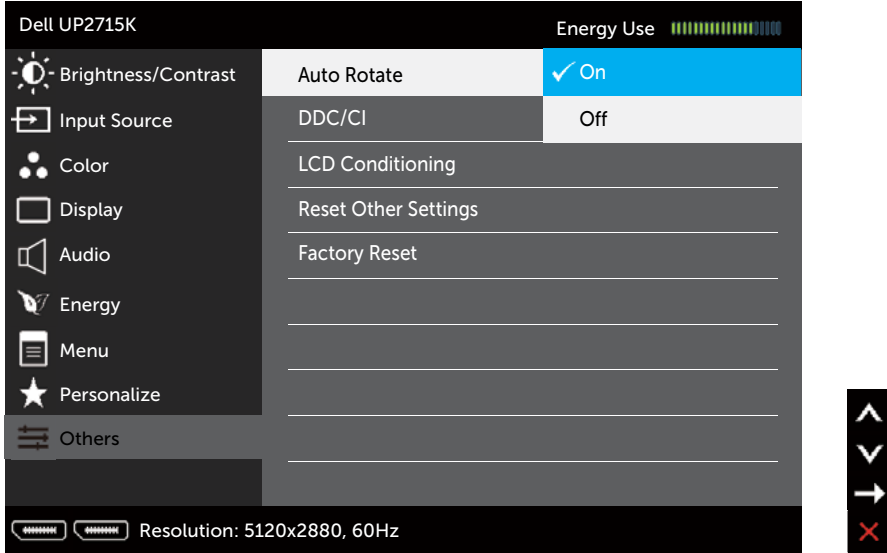 Dell UP2715K
Energy Use
Brightness/Contrast
Auto Rotate
On
Input Source
DDC/CI
Off
Color
LCD Conditioning
Display
Reset Other Settings
Audio
Factory Reset
Energy
Menu
Personalize
Others
Resolution: 5120x2880, 60Hz